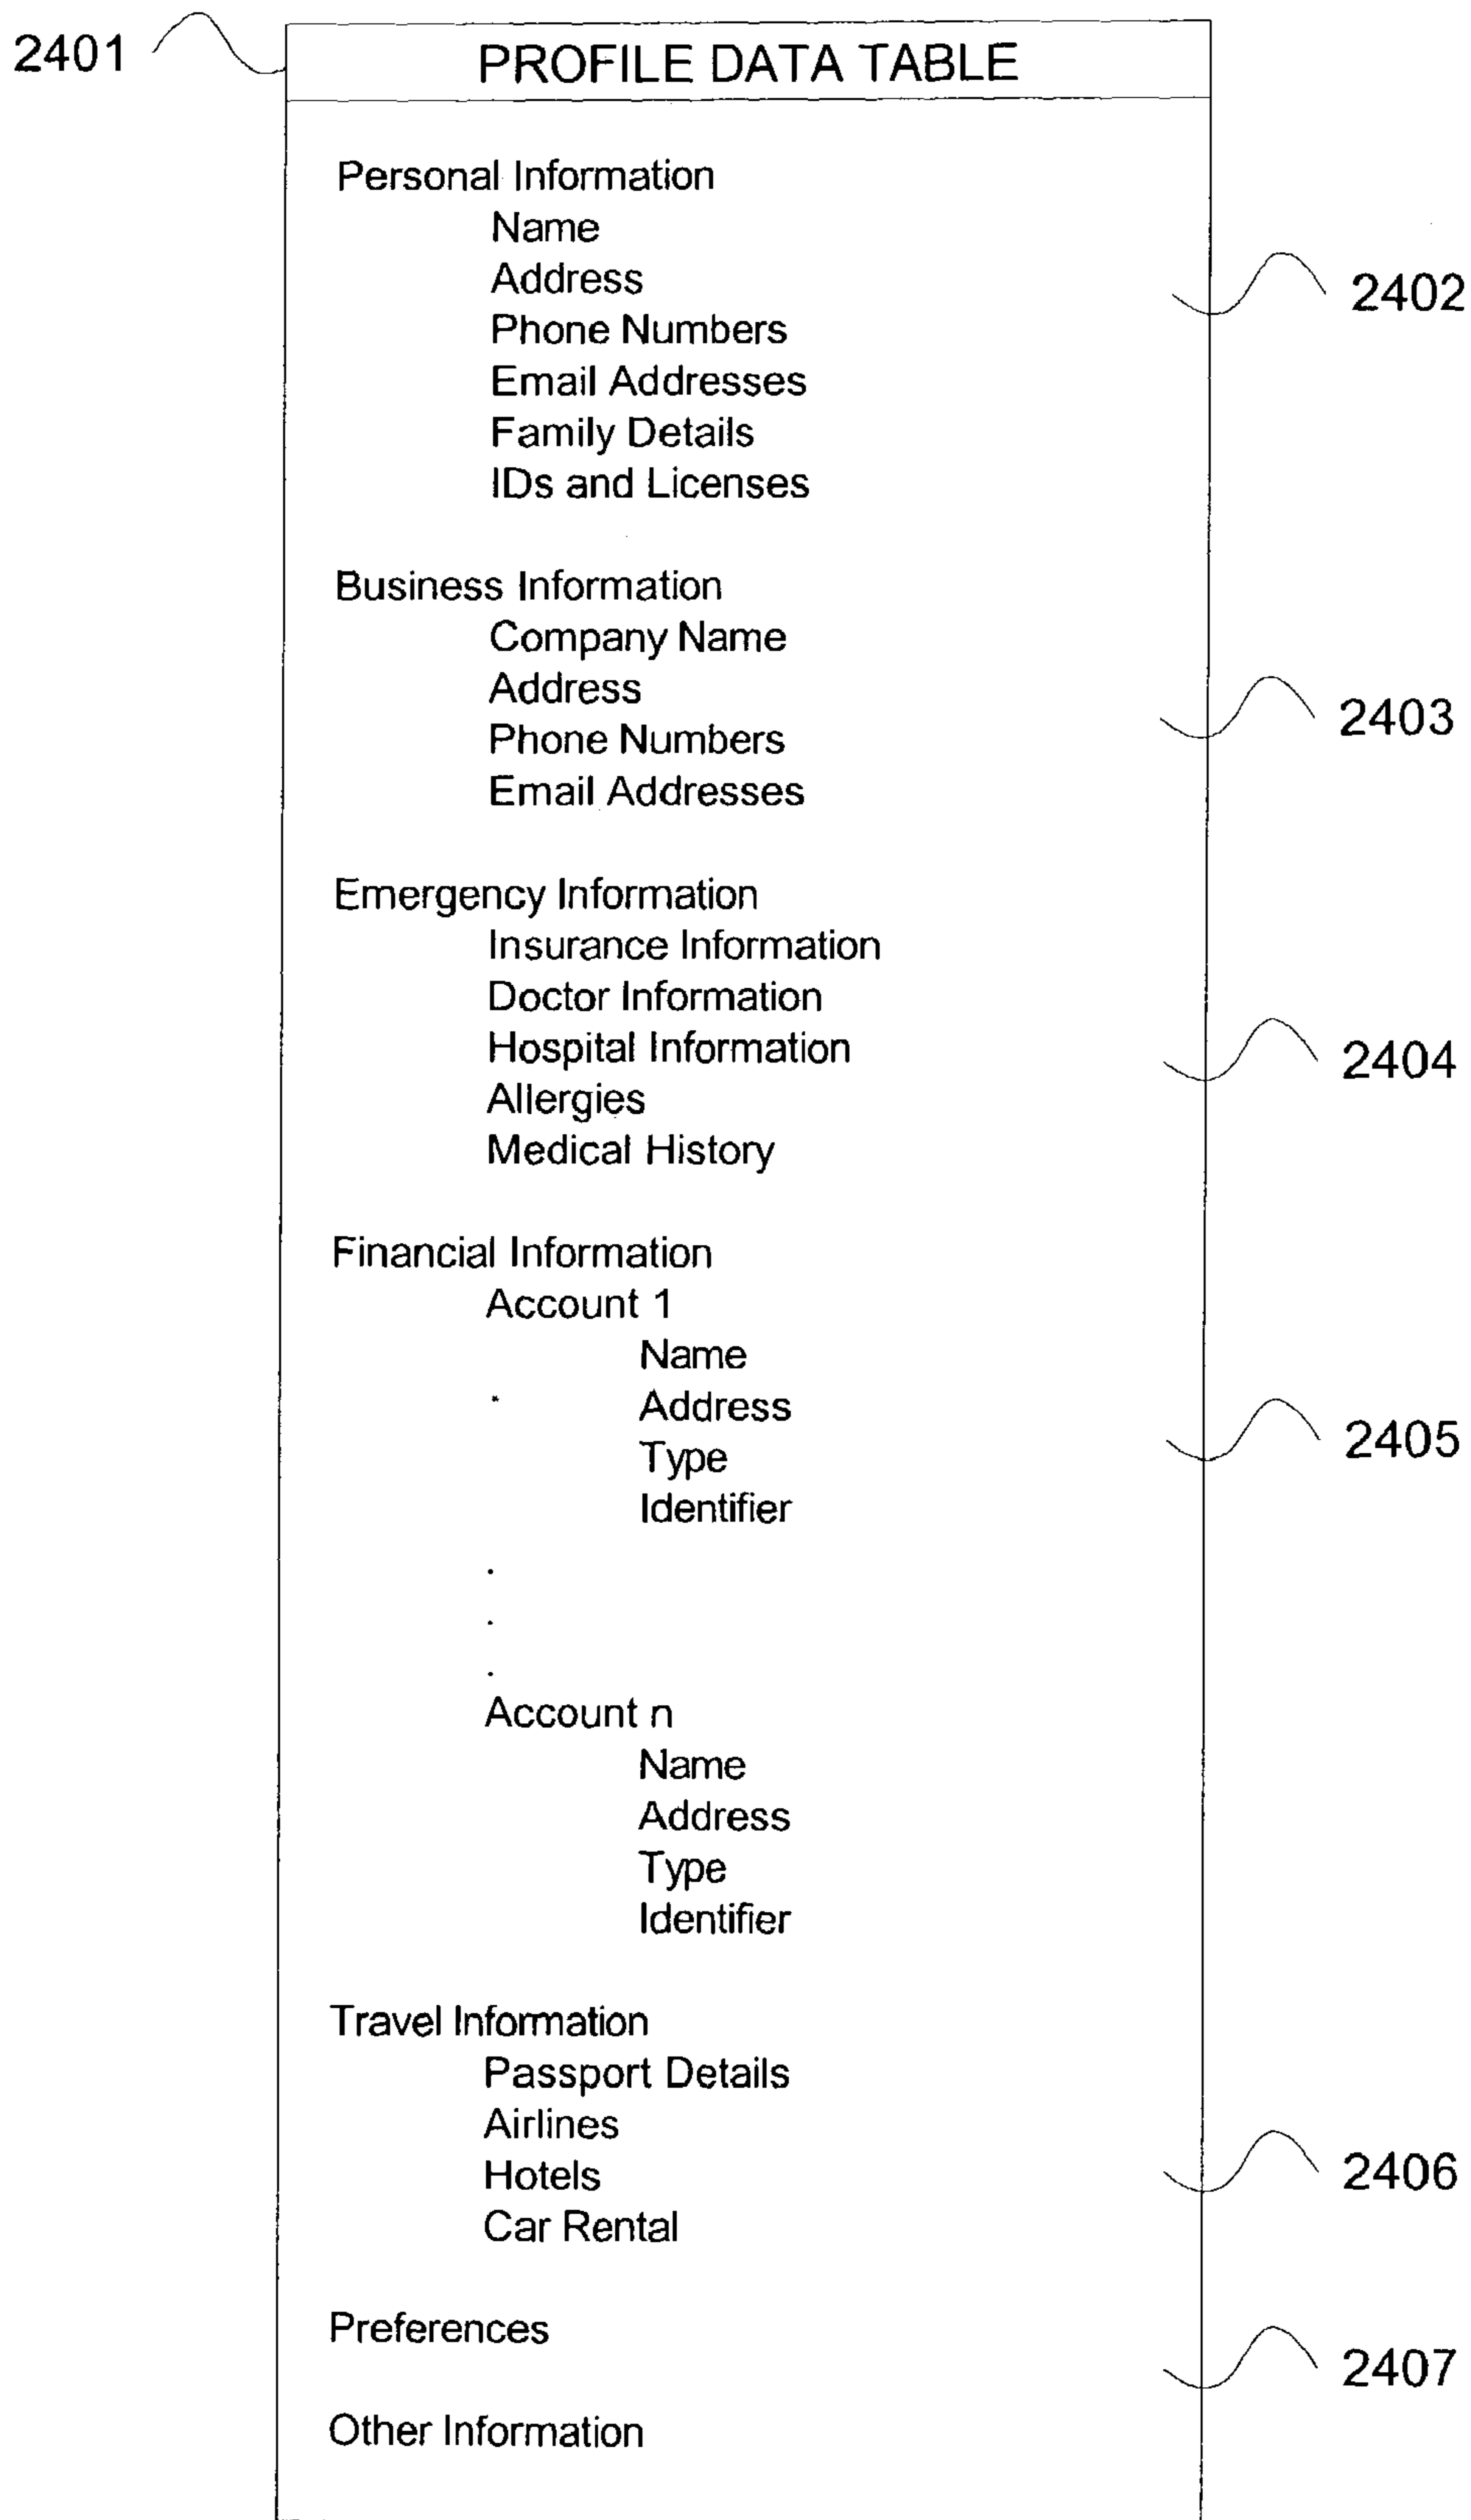 2401
PROFILE DATA TABLE
Personal Information
Name
Address
2402
Phone Numbers
Email Addresses
Family Details
IDs and Licenses
Business Information
Company Name
Address
2403
Phone Numbers
Email Addresses
Emergency Information
Insurance Information
Doctor Information
Hospital Information
2404
Allergies
Medical History
Financial Information
Account 1
Name
Address
2405
Type
Identifier
.
.
.
Account n
Name
Address
Type
Identifier
Travel Information
Passport Details
Airlines
Hotels
2406
Car Rental
Preferences
2407
Other Information